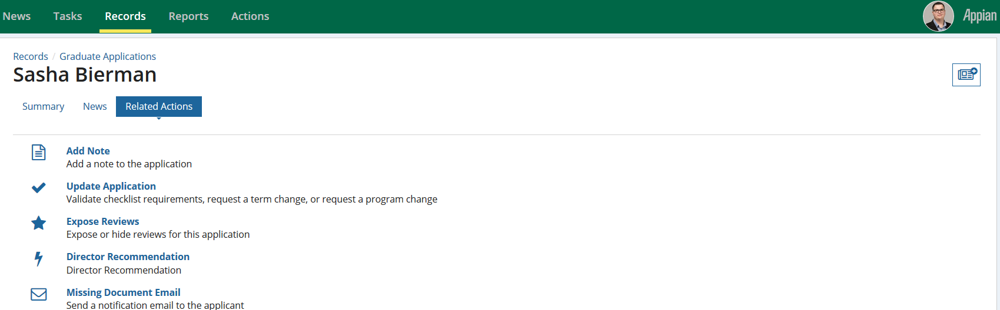 News Tasks Records Reports Actions Appian
Records / Graduate Applications
Sasha Bierman
Summary News Related Actions
Add Note
Add a note to the application
Update Application
Validate checklist requirements, request a term change, or request a program change
Expose Reviews
Expose or hide reviews for this application
Director Recommendation
Director Recommendation
Missing Document Email
Send a notification email to the applicant